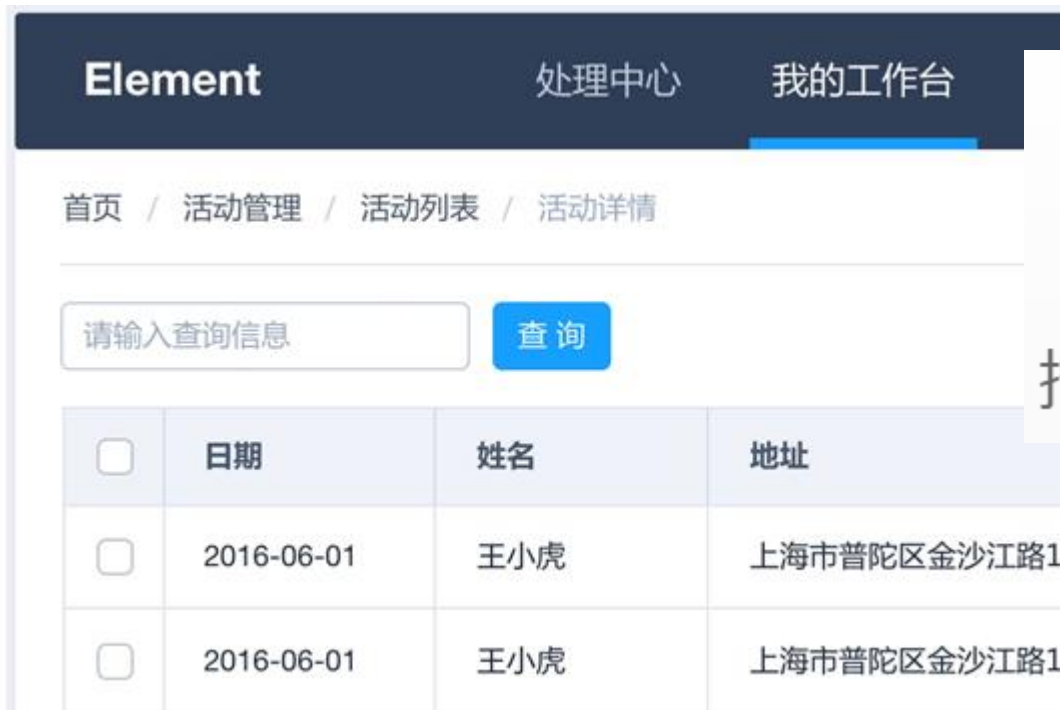 Element 处理中心 我的工作台
首页 / 活动管理 / 活动列表 / 活动详情
请输入查询信息 查 询
日期 姓名 地址
2016-06-01 王小虎 上海市普陀区金沙江路1
2016-06-01 王小虎 上海市普陀区金沙江路1